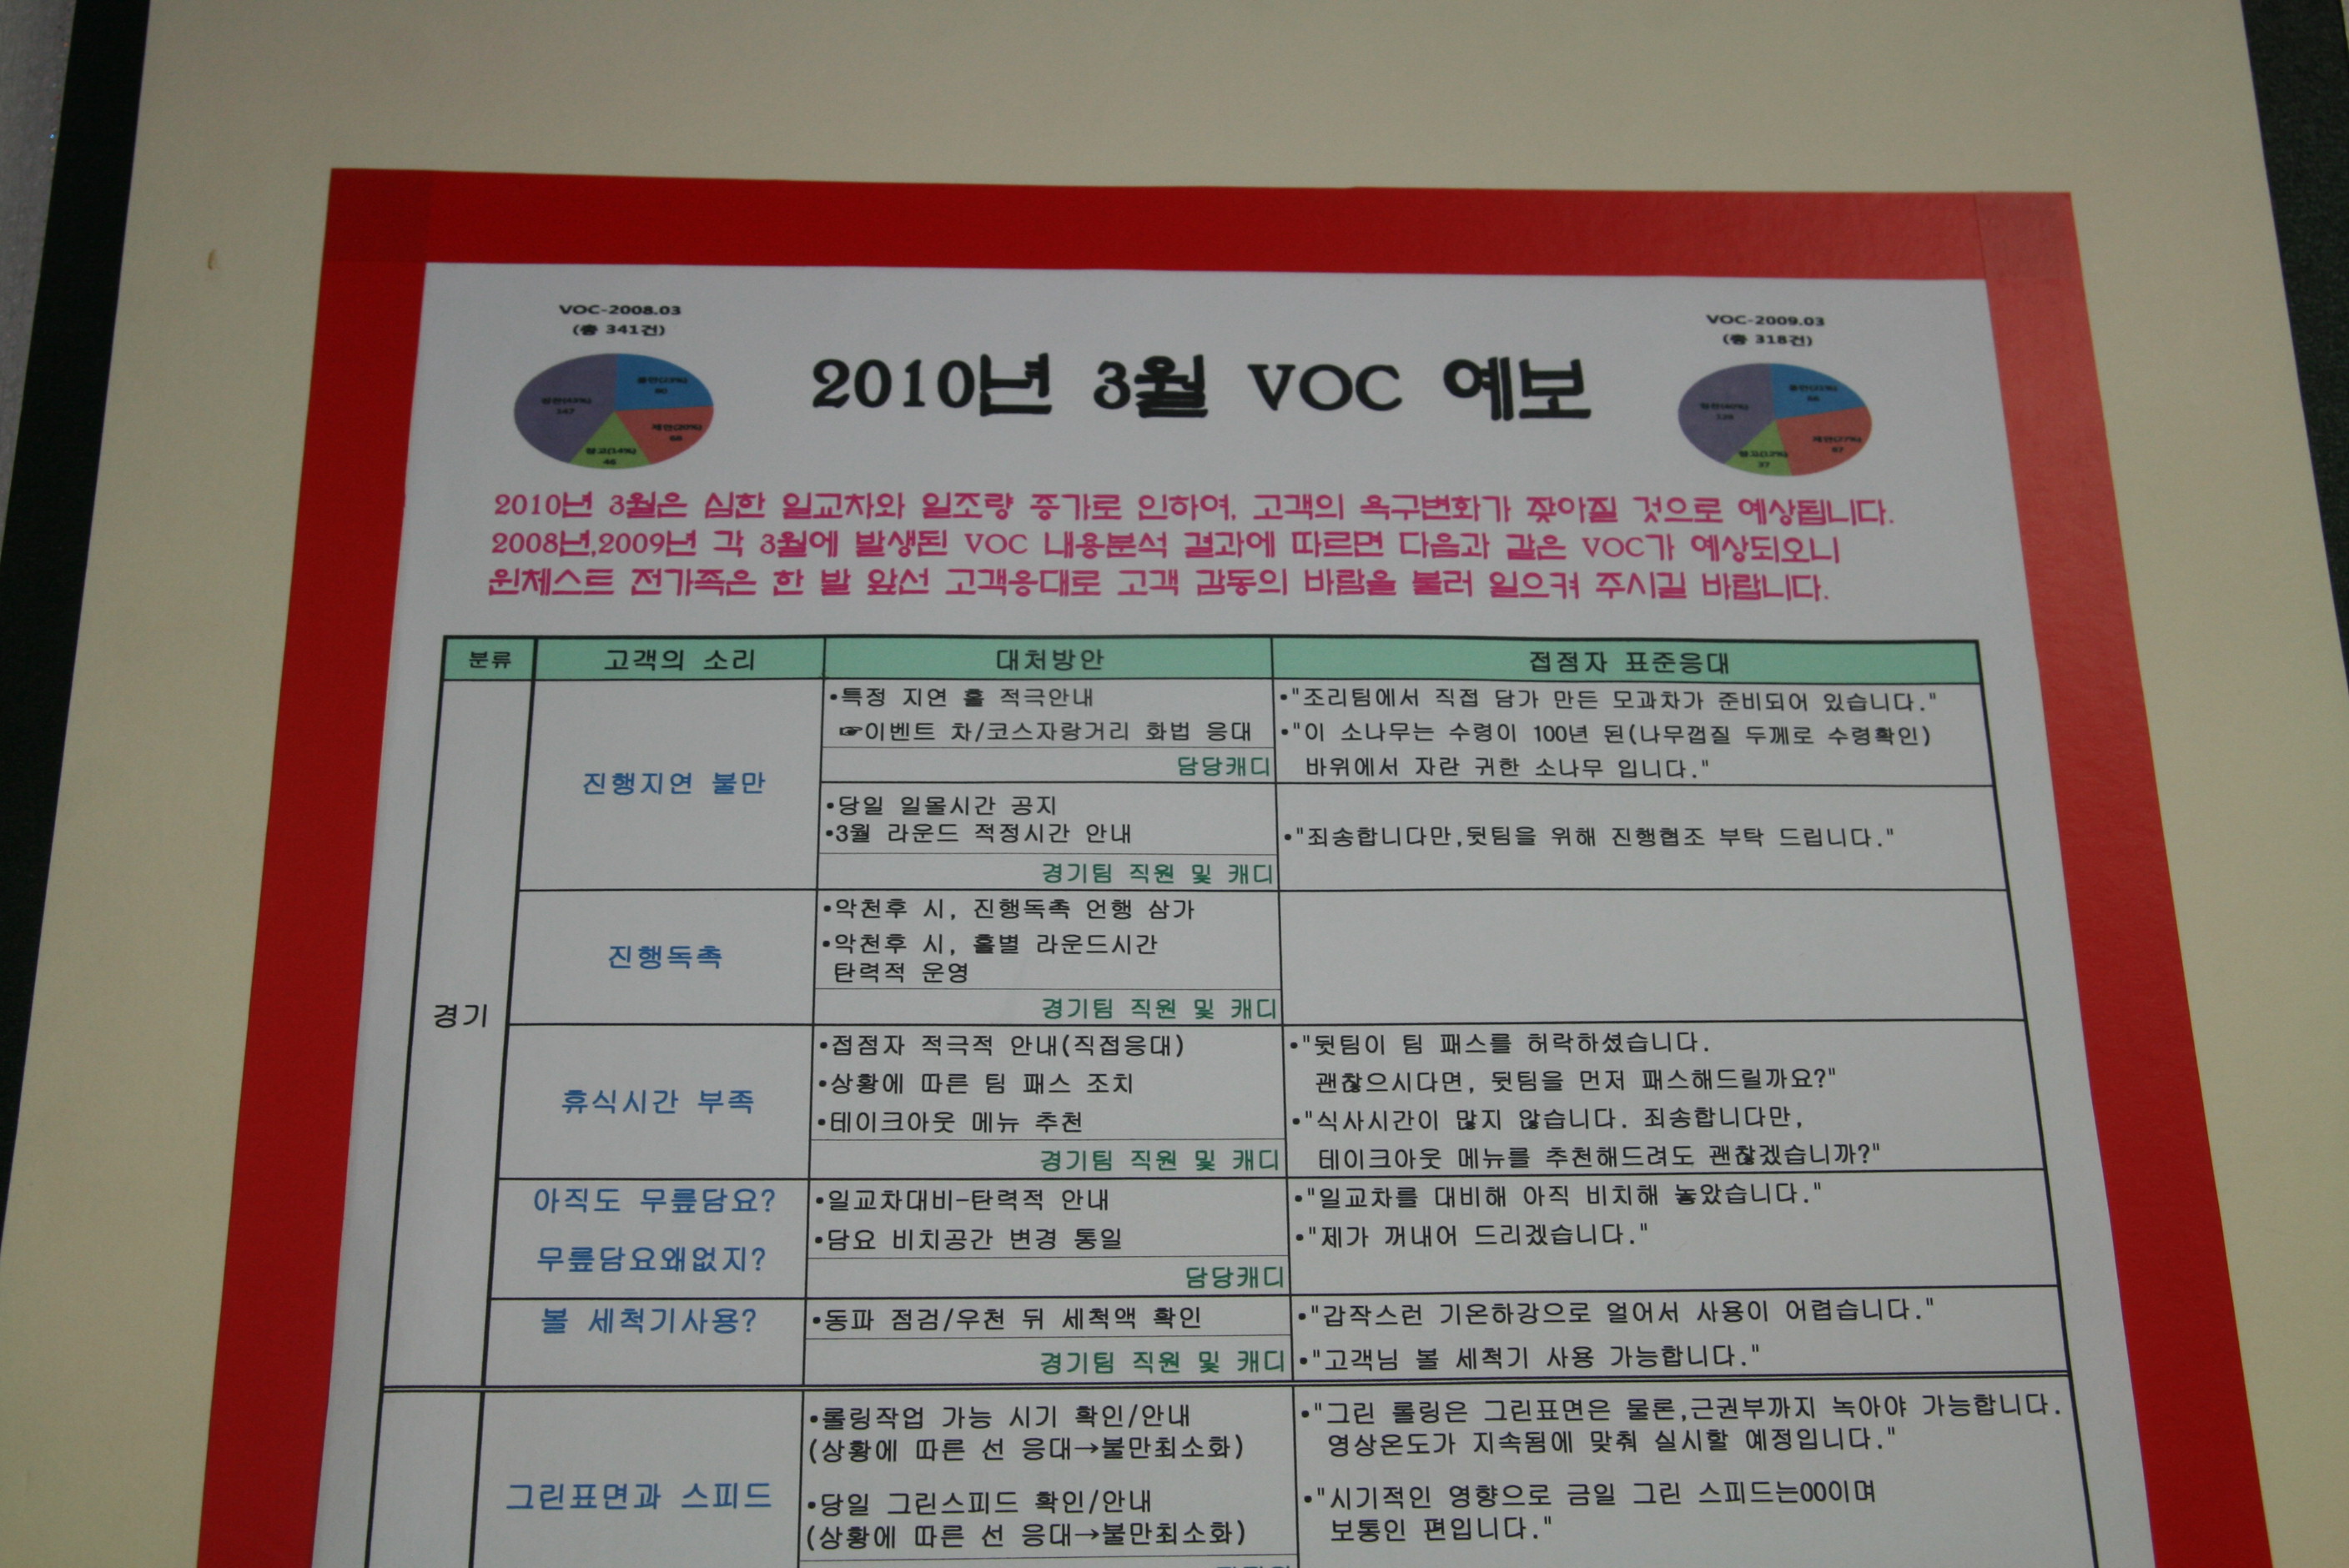 VOC-2008.03
(총 341건)
불만(23%)
80
제안(20%)
68
칭찬(43%)
147
VOC-2009.03
(총 318건)
제안(27%)
87
37
2010년 3월 VOC 예보
2010년 3월은 심한 일교차와 일조량 증가로 인하여, 고객의 욕구변화가 잦아질 것으로 예상됩니다.
2008년,2009년 각 3월에 발생된 VOC 내용분석 결과에 따르면 다음과 같은 VOC가 예상되오니
윈체스트 전가족은 한 발 앞선 고객응대로 고객 감동의 바람을 불러 일으켜 주시길 바랍니다.
분류 고객의 소리 대처방안 접점자 표준응대
경기
진행지연 불만
•특정 지연 홀 적극안내
☞이벤트 차/코스자랑거리 화법 응대
담당캐디
•"조리팀에서 직접 담가 만든 모과차가 준비되어 있습니다."
•"이 소나무는 수령이 100년 된(나무껍질 두께로 수령확인)
바위에서 자란 귀한 소나무 입니다."
•당일 일몰시간 공지
•3월 라운드 적정시간 안내
경기팀 직원 및 캐디
•"죄송합니다만,뒷팀을 위해 진행협조 부탁 드립니다."
진행독촉
•악천후 시, 진행독촉 언행 삼가
•악천후 시, 홀별 라운드시간
탄력적 운영
경기팀 직원 및 캐디
휴식시간 부족
•접점자 적극적 안내(직접응대)
•상황에 따른 팀 패스 조치
•테이크아웃 메뉴 추천
경기팀 직원 및 캐디
•"뒷팀이 팀 패스를 허락하셨습니다.
괜찮으시다면, 뒷팀을 먼저 패스해드릴까요?"
•"식사시간이 많지 않습니다. 죄송합니다만,
테이크아웃 메뉴를 추천해드려도 괜찮겠습니까?"
아직도 무릎담요?
무릎담요왜없지?
•일교차대비-탄력적 안내
•담요 비치공간 변경 통일
담당캐디
•"일교차를 대비해 아직 비치해 놓았습니다."
•"제가 꺼내어 드리겠습니다."
볼 세척기사용?
•동파 점검/우천 뒤 세척액 확인
경기팀 직원 및 캐디
•"갑작스런 기온하강으로 얼어서 사용이 어렵습니다."
•"고객님 볼 세척기 사용 가능합니다."
그린표면과 스피드
•롤링작업 가능 시기 확인/안내
(상황에 따른 선 응대→불만최소화)
•당일 그린스피드 확인/안내
(상황에 따른 선 응대→불만최소화)
•"그린 롤링은 그린표면은 물론,근권부까지 녹아야 가능합니다.
영상온도가 지속됨에 맞춰 실시할 예정입니다."
•"시기적인 영향으로 금일 그린 스피드는00이며
보통인 편입니다."